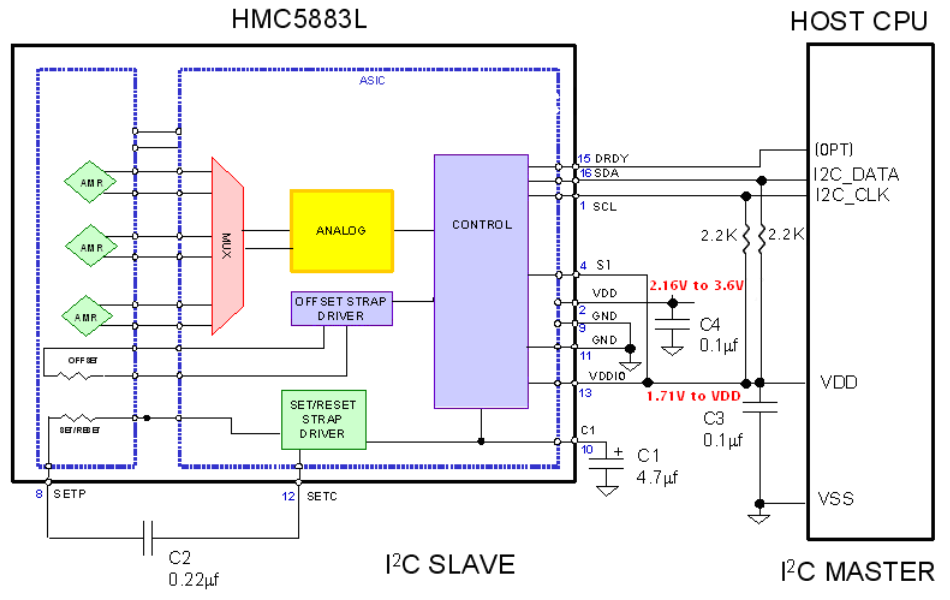 HMC5883L
HOST CPU
ASIC
15 DRDY
(OPT)
16 SDA
I2C_DATA
I2C_CLK
1 SCL
AMR
AMR
AMR
MUX
ANALOG
CONTROL
2.2K
2.2K
4 S1
2.16V to 3.6V
VDD
2
GND
9
C4
0.1µf
GND
11
OFFSET STRAP
DRIVER
OFFSET
VDDIO
13
1.71V to VDD
VDD
SET/RESET
STRAP
DRIVER
SET/RESET
C3
0.1µf
C1
10
C1
+
4.7µf
VSS
8 SETP
12 SETC
C2
0.22µf
I²C SLAVE
I²C MASTER